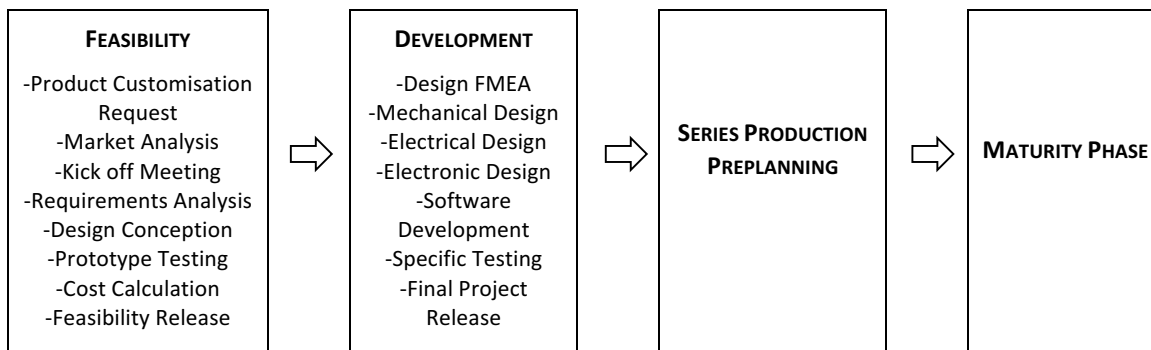 FEASIBILITY
-Product Customisation
Request
-Market Analysis
-Kick off Meeting
-Requirements Analysis
-Design Conception
-Prototype Testing
-Cost Calculation
-Feasibility Release
DEVELOPMENT
-Design FMEA
-Mechanical Design
-Electrical Design
-Electronic Design
-Software
Development
-Specific Testing
-Final Project
Release
SERIES PRODUCTION
PREPLANNING
MATURITY PHASE